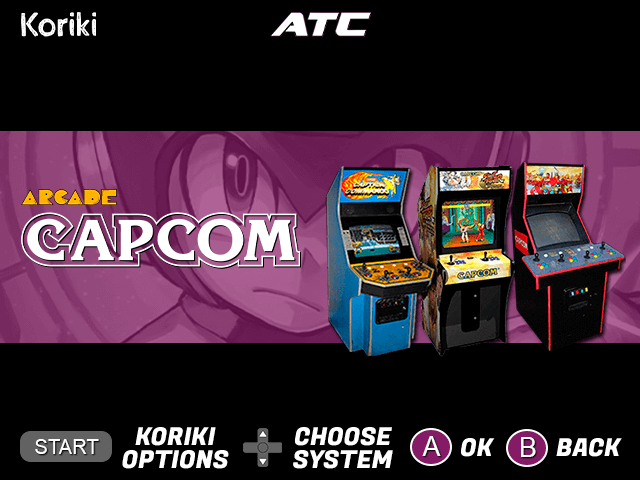 Koriki
ATC
ARCADE
CAPCOM
CAPCOM
START
KORIKI
OPTIONS
CHOOSE
SYSTEM
A OK
B BACK